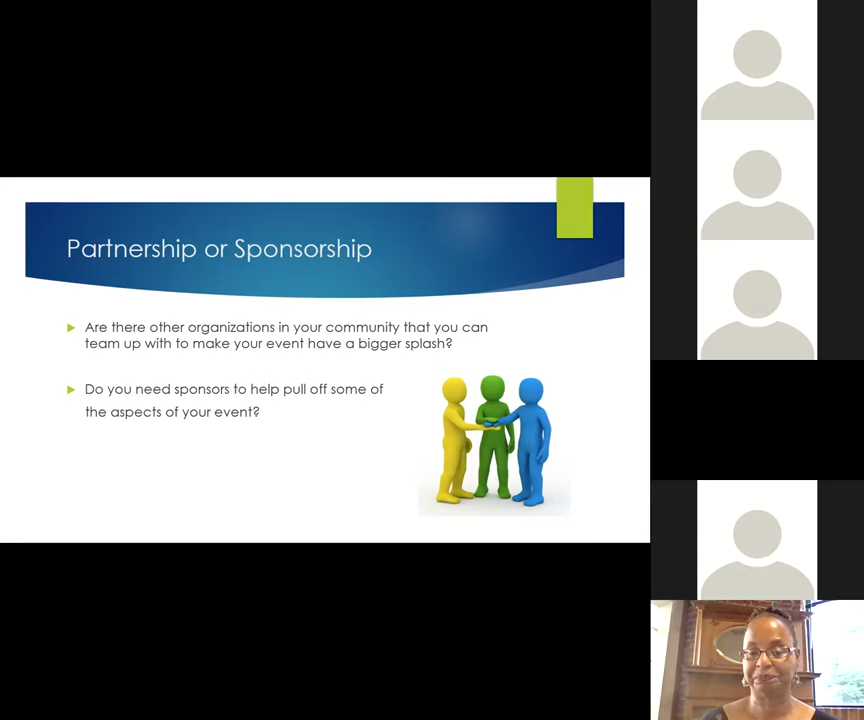 Partnership or Sponsorship
Are there other organizations in your community that you can
team up with to make your event have a bigger splash?
Do you need sponsors to help pull off some of
the aspects of your event?